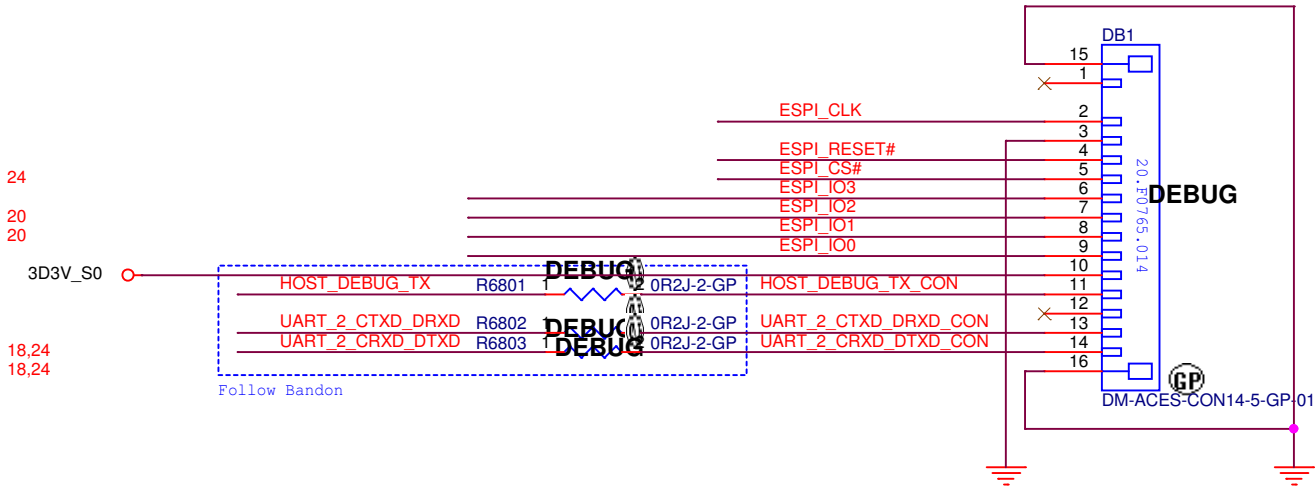 DB1
15
1
ESPI_CLK 2
3
ESPI_RESET# 4
24 ESPI_CS# 5
ESPI_IO3 6
20 ESPI_IO2 7
20 ESPI_IO1 8
ESPI_IO0 9
20.F0765.014
DEBUG
3D3V_S0 10
DEBUG
HOST_DEBUG_TX R6801 1 2 0R2J-2-GP HOST_DEBUG_TX_CON 11
12
UART_2_CTXD_DRXD R6802 1 DEBUG 2 0R2J-2-GP UART_2_CTXD_DRXD_CON 13
18,24 UART_2_CRXD_DTXD R6803 1 DEBUG 2 0R2J-2-GP UART_2_CRXD_DTXD_CON 14
18,24 16
GP
Follow Bandon
DM-ACES-CON14-5-GP-01